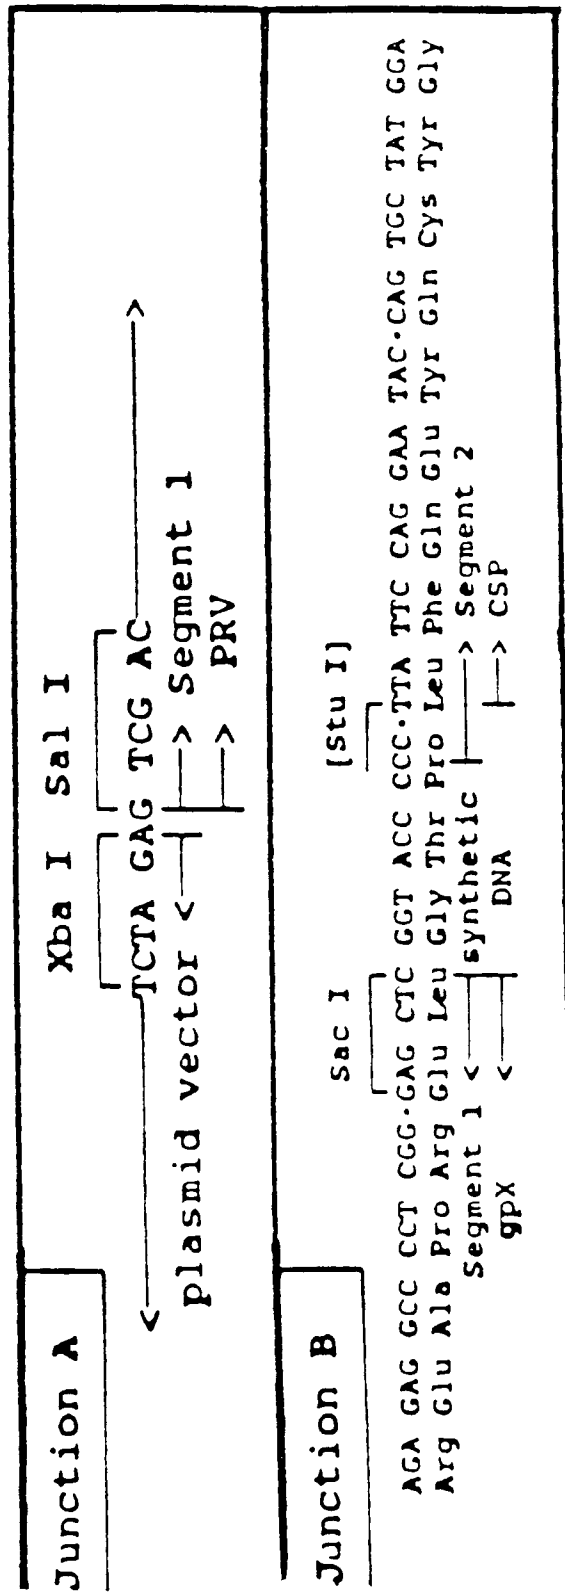 Junction A
Xba I Sal I
TCTA GAG TCG AC
plasmid vector < > Segment 1
> PRV
Junction B
Sac I [Stu I]
AGA GAG GCC CCT CGG·GAG CTC GGT ACC CCC·TTA TTC CAG GAA TAC·CAG TGC TAT GGA
Arg Glu Ala Pro Arg Glu Leu Gly Thr Pro Leu Phe Gln Glu Tyr Gln Cys Tyr Gly
Segment 1 < synthetic > Segment 2
gpX < DNA > CSP